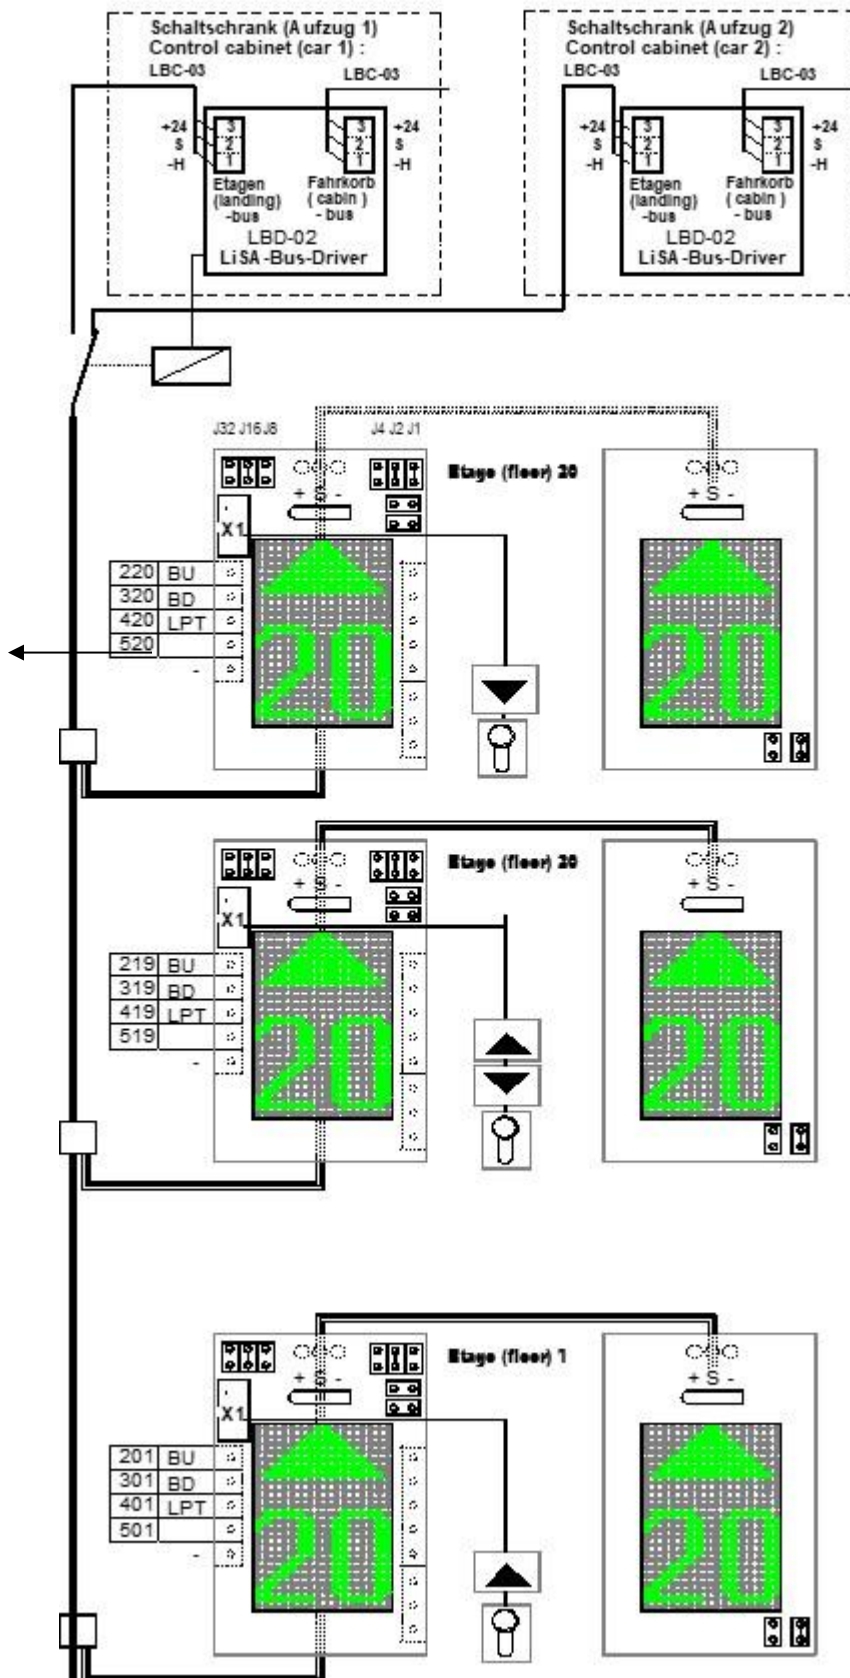 Schaltschrank (Aufzug 1)
Control cabinet (car 1) :
LBC-03
LBC-03
+24
S
-H
3
2
1
3
2
1
+24
S
-H
Etagen
(landing)
-bus
Fahrkorb
( cabin )
- bus
LBD-02
LiSA-Bus-Driver
Schaltschrank (Aufzug 2)
Control cabinet (car 2) :
LBC-03
LBC-03
+24
S
-H
3
2
1
3
2
1
+24
S
-H
Etagen
(landing)
-bus
Fahrkorb
( cabin )
- bus
LBD-02
LiSA-Bus-Driver
J32 J16 J8
J4 J2 J1
Etage (floor) 20
+ S -
+ S -
X1
220 BU
320 BD
420 LPT
520
-
20
20
Etage (floor) 20
+ S -
+ S -
X1
219 BU
319 BD
419 LPT
519
-
20
20
Etage (floor) 1
+ S -
+ S -
X1
201 BU
301 BD
401 LPT
501
-
20
20